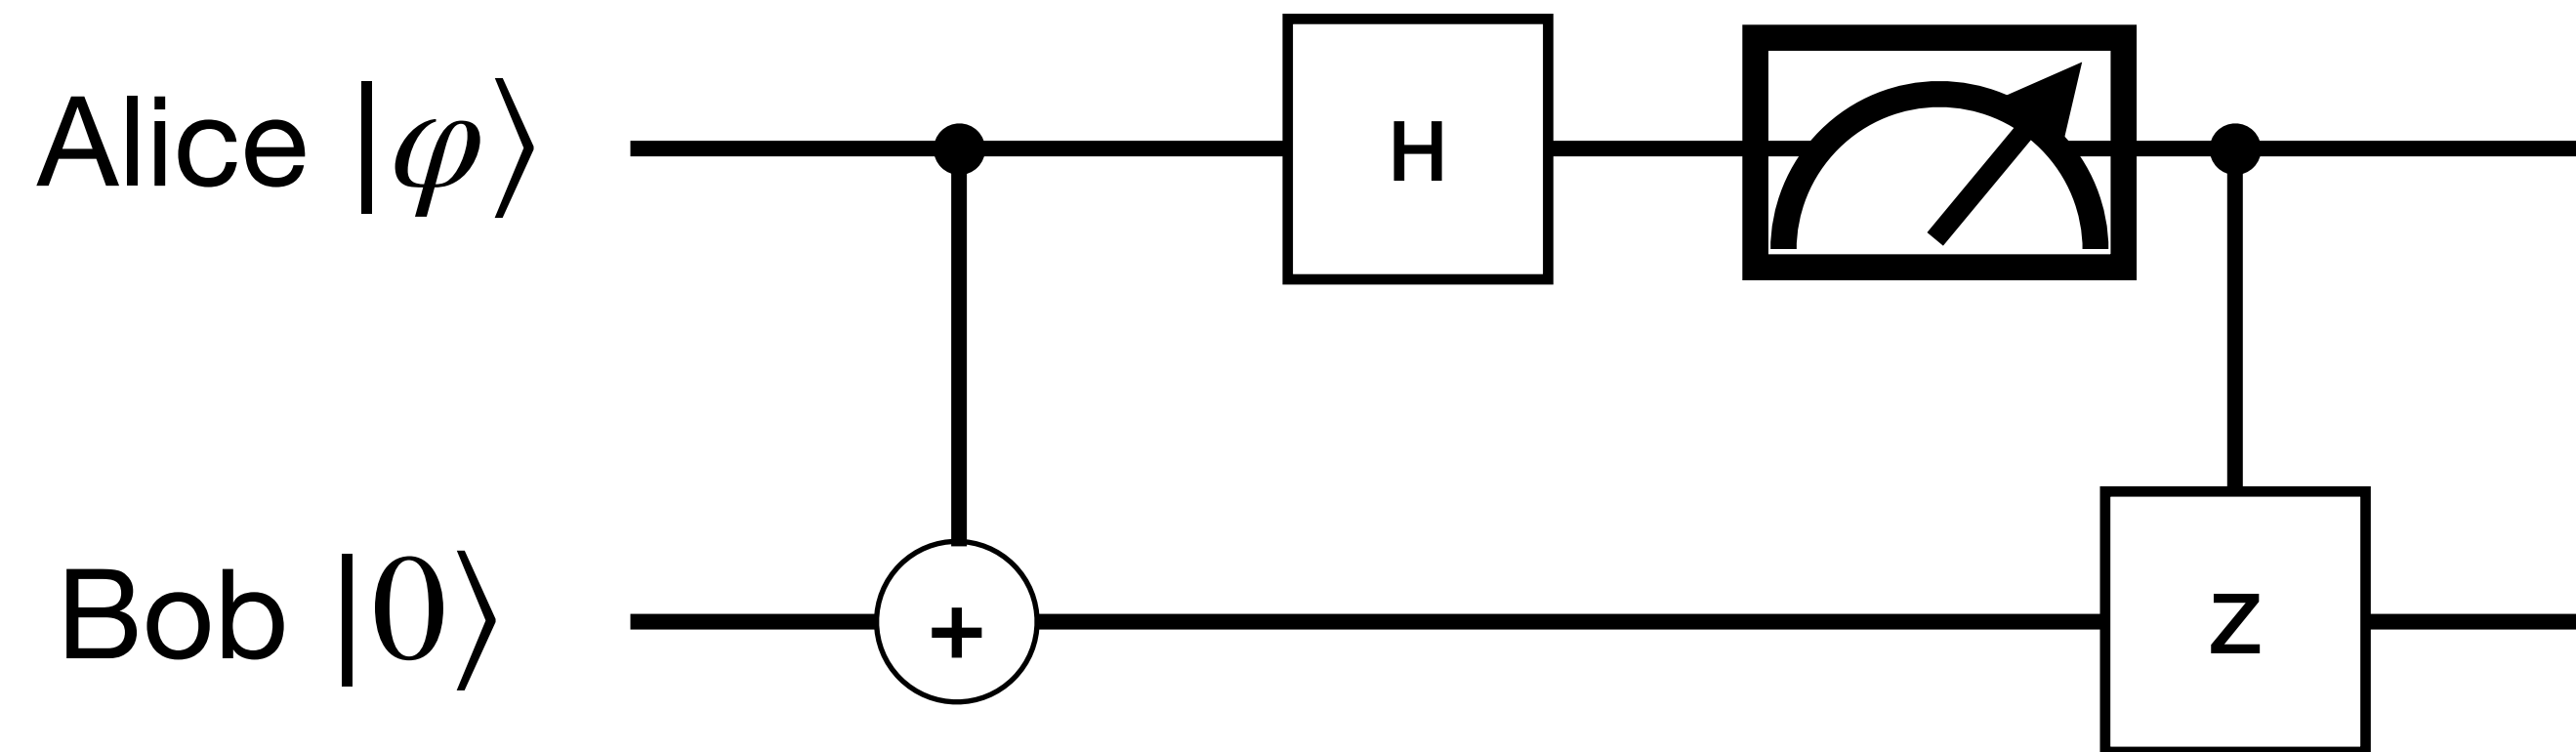 Alice |φ⟩
H
Bob |0⟩
+
Z